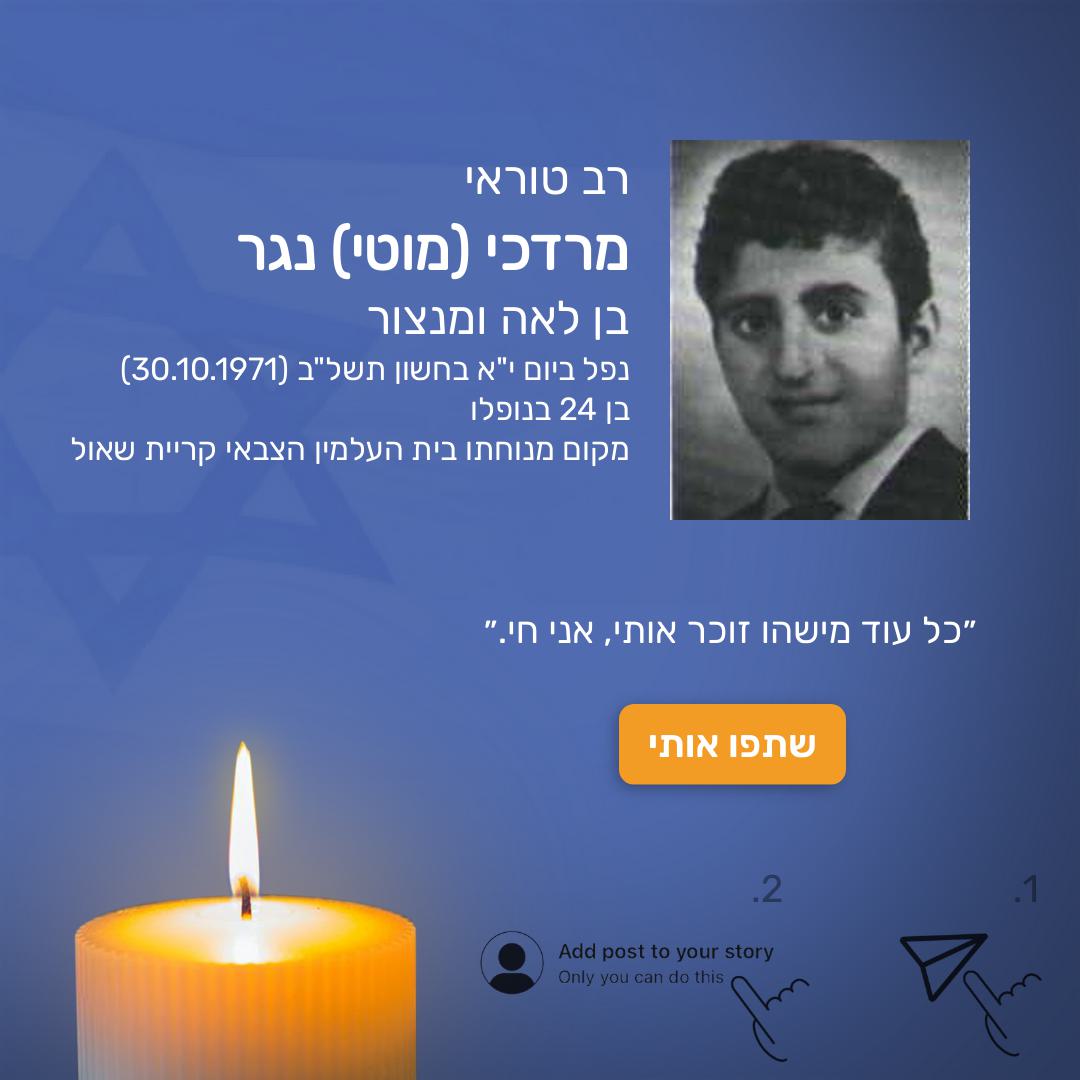 רב טוראי
מרדכי (מוטי) נגר
בן לאה ומנצור
נפל ביום י"א בחשוון תשל"ב (30.10.1971)
בן 24 בנופלו
מקום מנוחתו בית העלמין הצבאי קריית שאול
״כל עוד מישהו זוכר אותי, אני חי.״
שתפו אותי
1.
2.
Add post to your story
Only you can do this